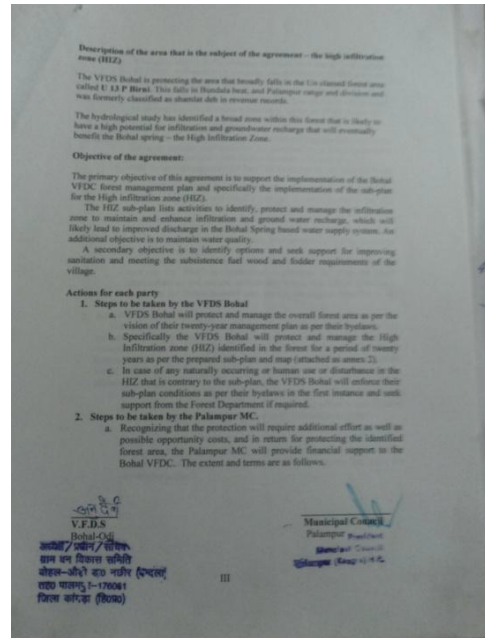 Description of the area that is the subject of the agreement – the high infiltration
zone (HIZ)
The VFDS Bohal is protecting the area that broadly falls in the Un classed forest area
called U 13 P Birni. This falls in Bundala beat, and Palampur range and division and
was formerly classified as shamlat deh in revenue records.
The hydrological study has identified a broad zone within this forest that is likely to
have a high potential for infiltration and groundwater recharge that will eventually
benefit the Bohal spring – the High Infiltration Zone.
Objective of the agreement:
The primary objective of this agreement is to support the implementation of the Bohal
VFDC forest management plan and specifically the implementation of the sub-plan
for the High infiltration zone (HIZ).
The HIZ sub-plan lists activities to identify, protect and manage the infiltration
zone to maintain and enhance infiltration and ground water recharge, which will
likely lead to improved discharge in the Bohal Spring based water supply system. An
additional objective is to maintain water quality.
A secondary objective is to identify options and seek support for improving
sanitation and meeting the subsistence fuel wood and fodder requirements of the
village.
Actions for each party
1. Steps to be taken by the VFDS Bohal
a. VFDS Bohal will protect and manage the overall forest area as per the
vision of their twenty-year management plan as per their byelaws.
b. Specifically the VFDS Bohal will protect and manage the High
Infiltration zone (HIZ) identified in the forest for a period of twenty
years as per the prepared sub-plan and map (attached as annex 2).
c. In case of any naturally occurring or human use or disturbance in the
HIZ that is contrary to the sub-plan, the VFDS Bohal will enforce their
sub-plan conditions as per their byelaws in the first instance and seek
support from the Forest Department if required.
2. Steps to be taken by the Palampur MC.
a. Recognizing that the protection will require additional effort as well as
possible opportunity costs, and in return for protecting the identified
forest area, the Palampur MC will provide financial support to the
Bohal VFDC. The extent and terms are as follows.
V.F.D.S
Bohal-Odi
/ प्रधान / सचिव
ग्राम वन विकास समिति
बोहल-औदी डा० नछीर (बन्दला)
तह० पालमपुर-176061
जिला कांगड़ा (हि०प्र०)
Municipal Council
Palampur President
Municipal Council
III